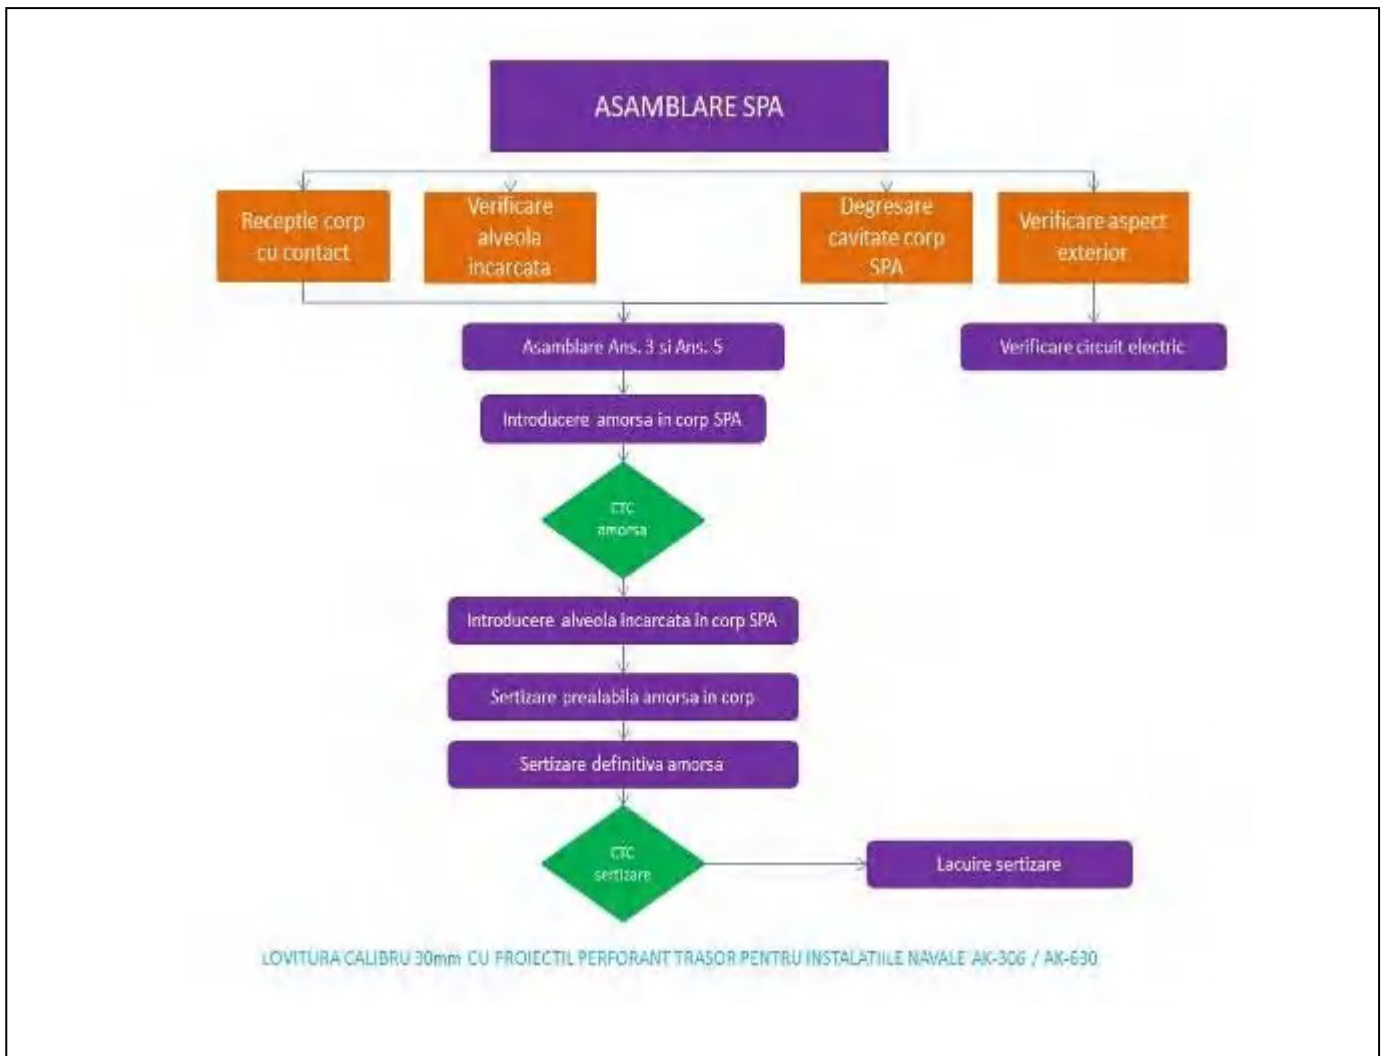 ASAMBLARE SPA
Receptie corp
cu contact
Verificare
alveola
incarcata
Degresare
cavitate corp
SPA
Verificare aspect
exterior
Asamblare Ans. 3 si Ans. 5
Verificare circuit electric
Introducere amorsa in corp SPA
CTC
amorsa
Introducere alveola incarcata in corp SPA
Sertizare prealabila amorsa in corp
Sertizare definitiva amorsa
CTC
sertizare
Lacuire sertizare
LOVITURA CALIBRU 30mm CU PROIECTIL PERFORANT TRASOR PENTRU INSTALATIILE NAVALE AK-306 / AK-630